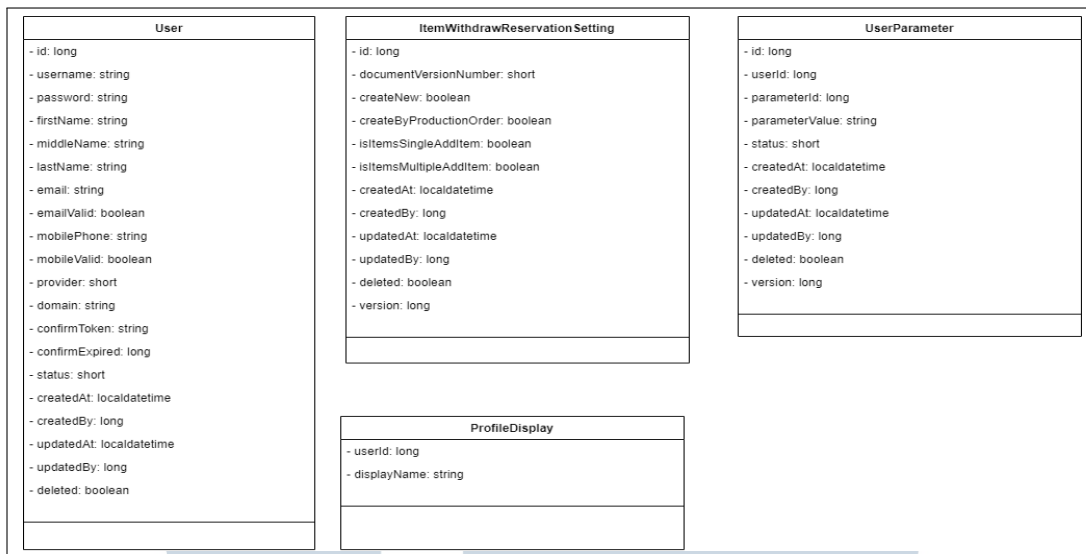 User
- id: long
- username: string
- password: string
- firstName: string
- middleName: string
- lastName: string
- email: string
- emailValid: boolean
- mobilePhone: string
- mobileValid: boolean
- provider: short
- domain: string
- confirmToken: string
- confirmExpired: long
- status: short
- createdAt: localdatetime
- createdBy: long
- updatedAt: localdatetime
- updatedBy: long
- deleted: boolean
ItemWithdrawReservationSetting
- id: long
- documentVersionNumber: short
- createNew: boolean
- createByProductionOrder: boolean
- isItemsSingleAddItem: boolean
- isItemsMultipleAddItem: boolean
- createdAt: localdatetime
- createdBy: long
- updatedAt: localdatetime
- updatedBy: long
- deleted: boolean
- version: long
UserParameter
- id: long
- userId: long
- parameterId: long
- parameterValue: string
- status: short
- createdAt: localdatetime
- createdBy: long
- updatedAt: localdatetime
- updatedBy: long
- deleted: boolean
- version: long
ProfileDisplay
- userId: long
- displayName: string